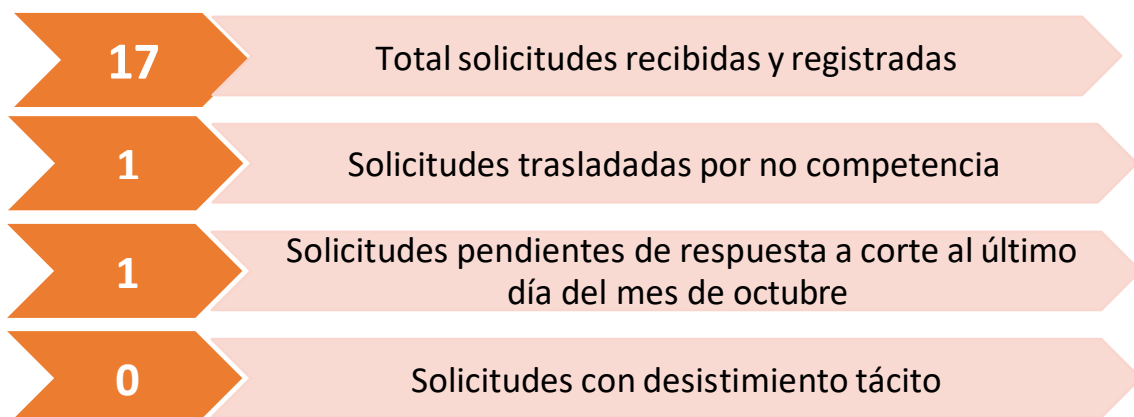 17
Total solicitudes recibidas y registradas
1
Solicitudes trasladadas por no competencia
1
Solicitudes pendientes de respuesta a corte al último
día del mes de octubre
0
Solicitudes con desistimiento tácito